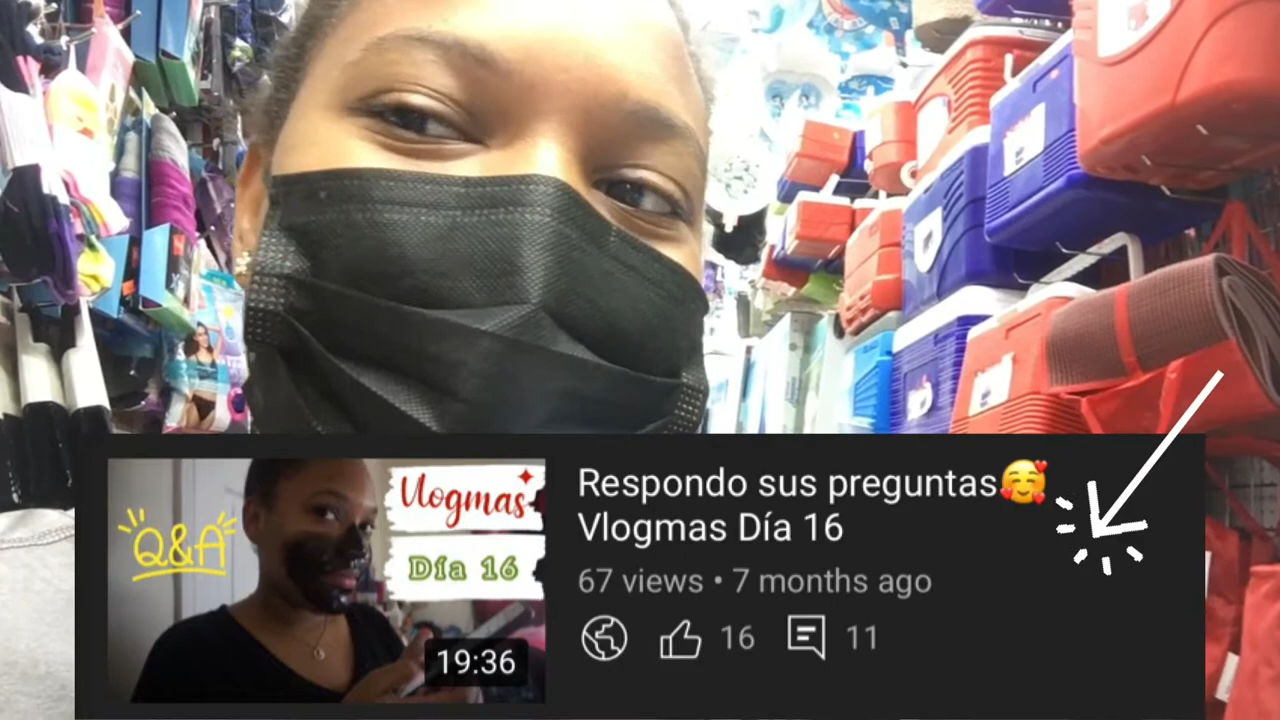 Respondo sus preguntas🥰
Vlogmas Día 16
67 views • 7 months ago
16 11
Q&A
Vlogmas
Día 16
19:36